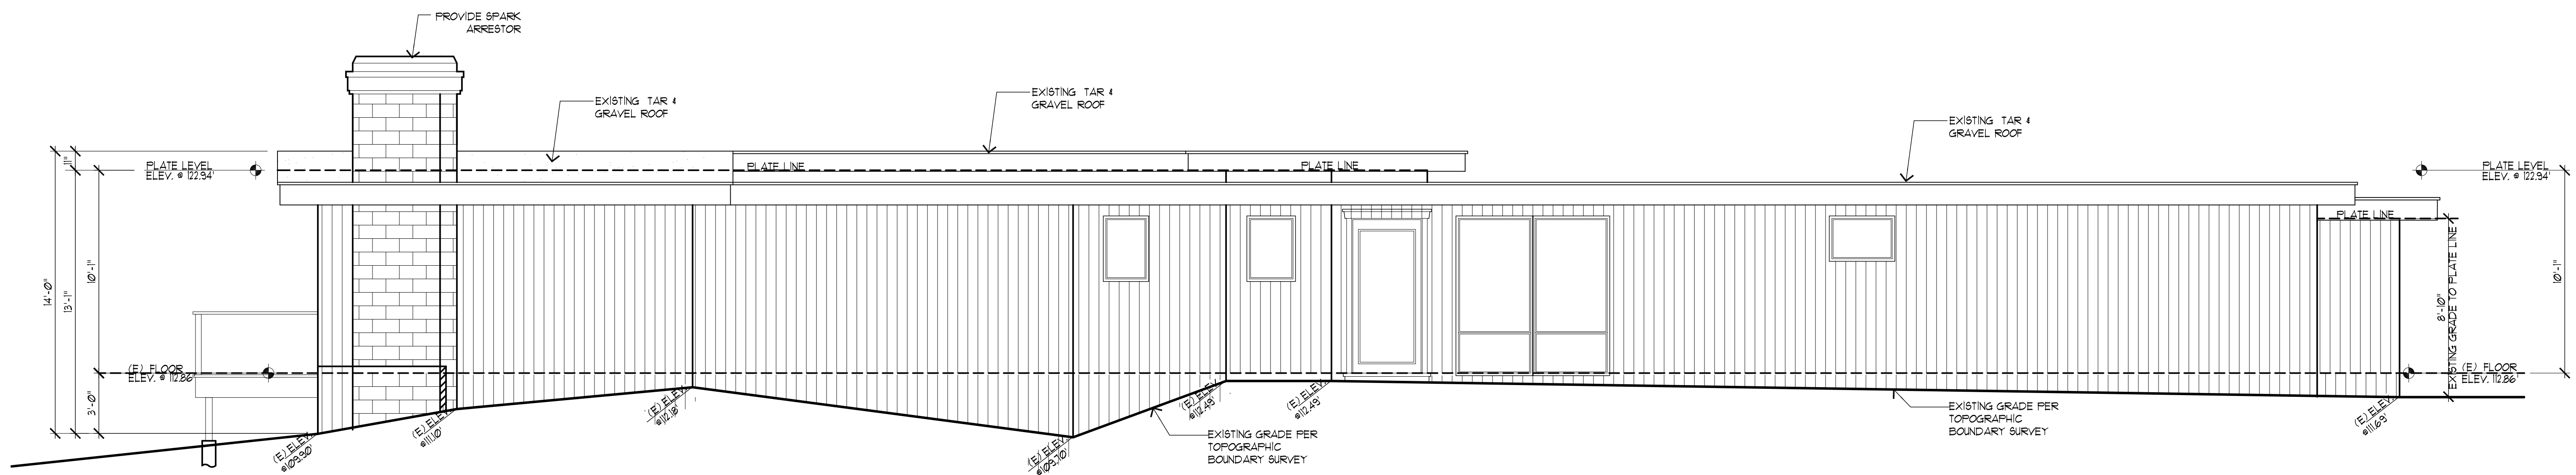 PROVIDE SPARK
ARRESTOR
EXISTING TAR &
GRAVEL ROOF
EXISTING TAR &
GRAVEL ROOF
EXISTING TAR &
GRAVEL ROOF
PLATE LEVEL
ELEV. @ 122.94'
PLATE LINE
PLATE LINE
PLATE LEVEL
ELEV. @ 122.94'
PLATE LINE
11"
14'-0"
13'-1"
10'-1"
3'-0"
(E) FLOOR
ELEV. @ 112.86'
8'-10"
EXISTING GRADE TO PLATE LINE
10'-1"
(E) FLOOR
ELEV. 112.86'
(E) ELEV.
@109.90'
(E) ELEV.
@111.10'
(E) ELEV.
@112.18'
(E) ELEV.
@109.70'
(E) ELEV.
@112.49'
(E) ELEV.
@112.49'
(E) ELEV.
@111.69'
EXISTING GRADE PER
TOPOGRAPHIC
BOUNDARY SURVEY
EXISTING GRADE PER
TOPOGRAPHIC
BOUNDARY SURVEY